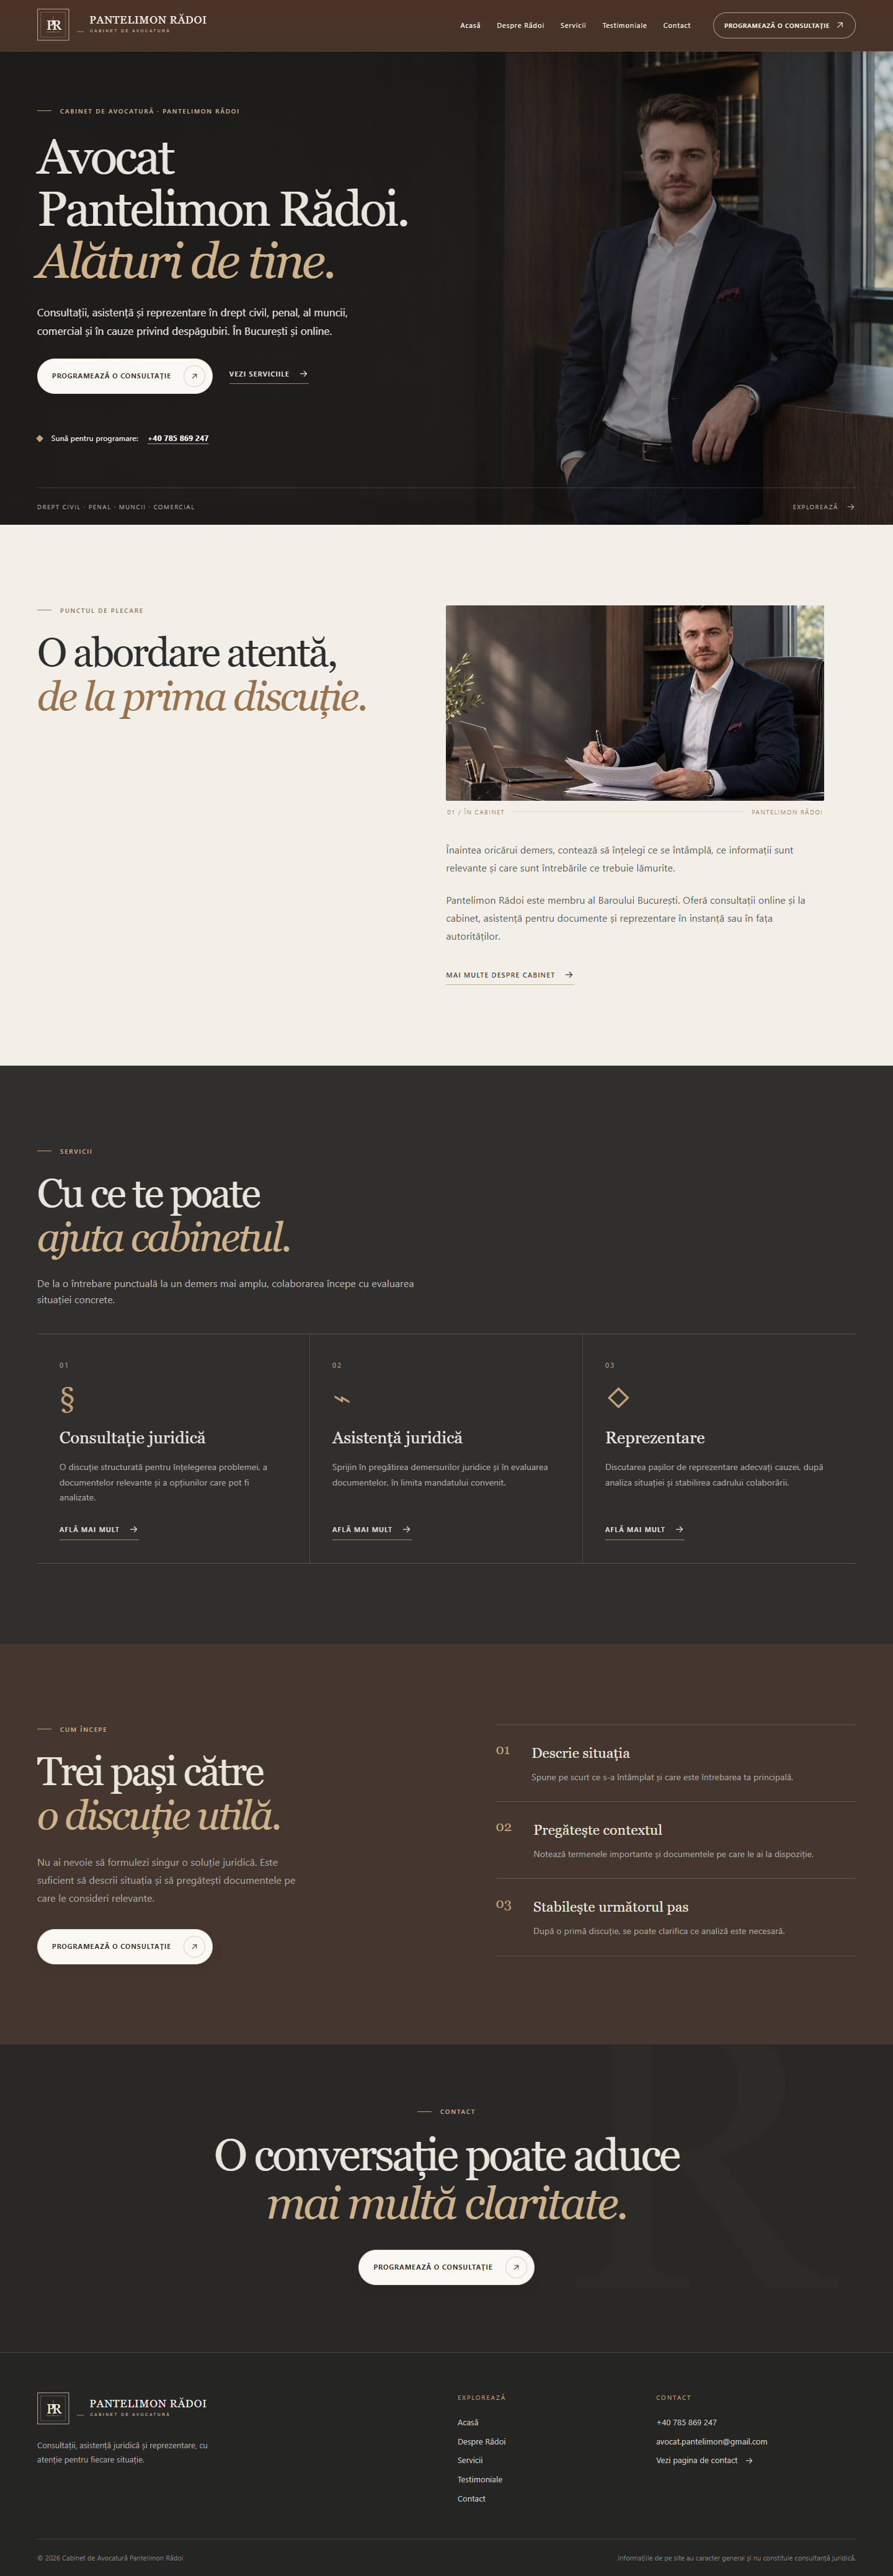 PR
PANTELIMON RĂDOI
CABINET DE AVOCATURĂ
Acasă
Despre Rădoi
Servicii
Testimoniale
Contact
PROGRAMEAZĂ O CONSULTAȚIE
CABINET DE AVOCATURĂ · PANTELIMON RĂDOI
Avocat
Pantelimon Rădoi.
Alături de tine.
Consultații, asistență și reprezentare în drept civil, penal, al muncii,
comercial și în cauze privind despăgubiri. În București și online.
PROGRAMEAZĂ O CONSULTAȚIE
VEZI SERVICIILE
Sună pentru programare: +40 785 869 247
DREPT CIVIL · PENAL · MUNCII · COMERCIAL
EXPLOREAZĂ
PUNCTUL DE PLECARE
O abordare atentă,
de la prima discuție.
01 / ÎN CABINET
PANTELIMON RĂDOI
Înaintea oricărui demers, contează să înțelegi ce se întâmplă, ce informații sunt
relevante și care sunt întrebările ce trebuie lămurite.
Pantelimon Rădoi este membru al Baroului București. Oferă consultații online și la
cabinet, asistență pentru documente și reprezentare în instanță sau în fața
autorităților.
MAI MULTE DESPRE CABINET
SERVICII
Cu ce te poate
ajuta cabinetul.
De la o întrebare punctuală la un demers mai amplu, colaborarea începe cu evaluarea
situației concrete.
01
§
Consultație juridică
O discuție structurată pentru înțelegerea problemei, a
documentelor relevante și a opțiunilor care pot fi
analizate.
AFLĂ MAI MULT
02
Asistență juridică
Sprijin în pregătirea demersurilor juridice și în evaluarea
documentelor, în limita mandatului convenit.
AFLĂ MAI MULT
03
Reprezentare
Discutarea pașilor de reprezentare adecvați cauzei, după
analiza situației și stabilirea cadrului colaborării.
AFLĂ MAI MULT
CUM ÎNCEPE
Trei pași către
o discuție utilă.
Nu ai nevoie să formulezi singur o soluție juridică. Este
suficient să descrii situația și să pregătești documentele pe
care le consideri relevante.
PROGRAMEAZĂ O CONSULTAȚIE
01
Descrie situația
Spune pe scurt ce s-a întâmplat și care este întrebarea ta principală.
02
Pregătește contextul
Notează termenele importante și documentele pe care le ai la dispoziție.
03
Stabilește următorul pas
După o primă discuție, se poate clarifica ce analiză este necesară.
CONTACT
O conversație poate aduce
mai multă claritate.
PROGRAMEAZĂ O CONSULTAȚIE
R
PR
PANTELIMON RĂDOI
CABINET DE AVOCATURĂ
Consultații, asistență juridică și reprezentare, cu
atenție pentru fiecare situație.
EXPLOREAZĂ
Acasă
Despre Rădoi
Servicii
Testimoniale
Contact
CONTACT
+40 785 869 247
avocat.pantelimon@gmail.com
Vezi pagina de contact
© 2026 Cabinet de Avocatură Pantelimon Rădoi
Informațiile de pe site au caracter general și nu constituie consultanță juridică.